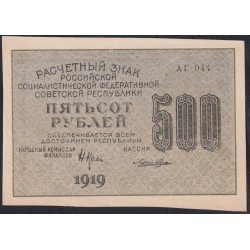 РАСЧЕТНЫЙ ЗНАК
РОССИЙСКОЙ
СОЦИАЛИСТИЧЕСКОЙ ФЕДЕРАТИВНОЙ
СОВЕТСКОЙ РЕСПУБЛИКИ
АГ-044
ПЯТЬСОТ
РУБЛЕЙ
500
ОБЕСПЕЧИВАЕТСЯ ВСЕМ
ДОСТОЯНИЕМ РЕСПУБЛИКИ
НАРОДНЫЙ КОМИССАР
ФИНАНСОВ
КАССИР
1919